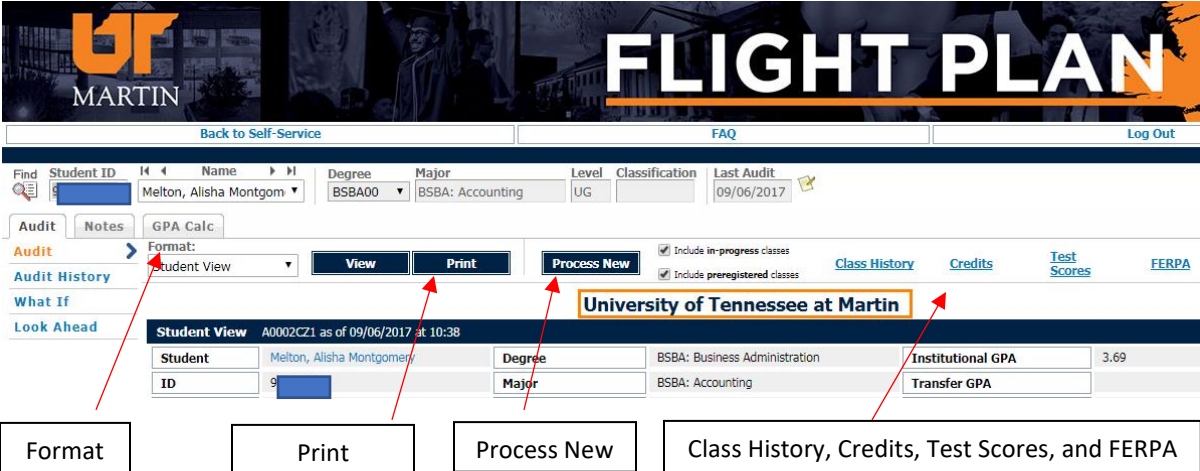 UT
MARTIN
FLIGHT PLAN
Back to Self-Service FAQ Log Out
Find Student ID Name Degree Major Level Classification Last Audit
9 Melton, Alisha Montgom BSBA00 BSBA: Accounting UG 09/06/2017
Audit Notes GPA Calc
Audit
Audit History
What If
Look Ahead
Format:
Student View View Print Process New
Include in-progress classes
Include preregistered classes
Class History Credits Test Scores FERPA
University of Tennessee at Martin
Student View A0002CZ1 as of 09/06/2017 at 10:38
Student Melton, Alisha Montgomery Degree BSBA: Business Administration Institutional GPA 3.69
ID 9 Major BSBA: Accounting Transfer GPA
Format Print Process New Class History, Credits, Test Scores, and FERPA